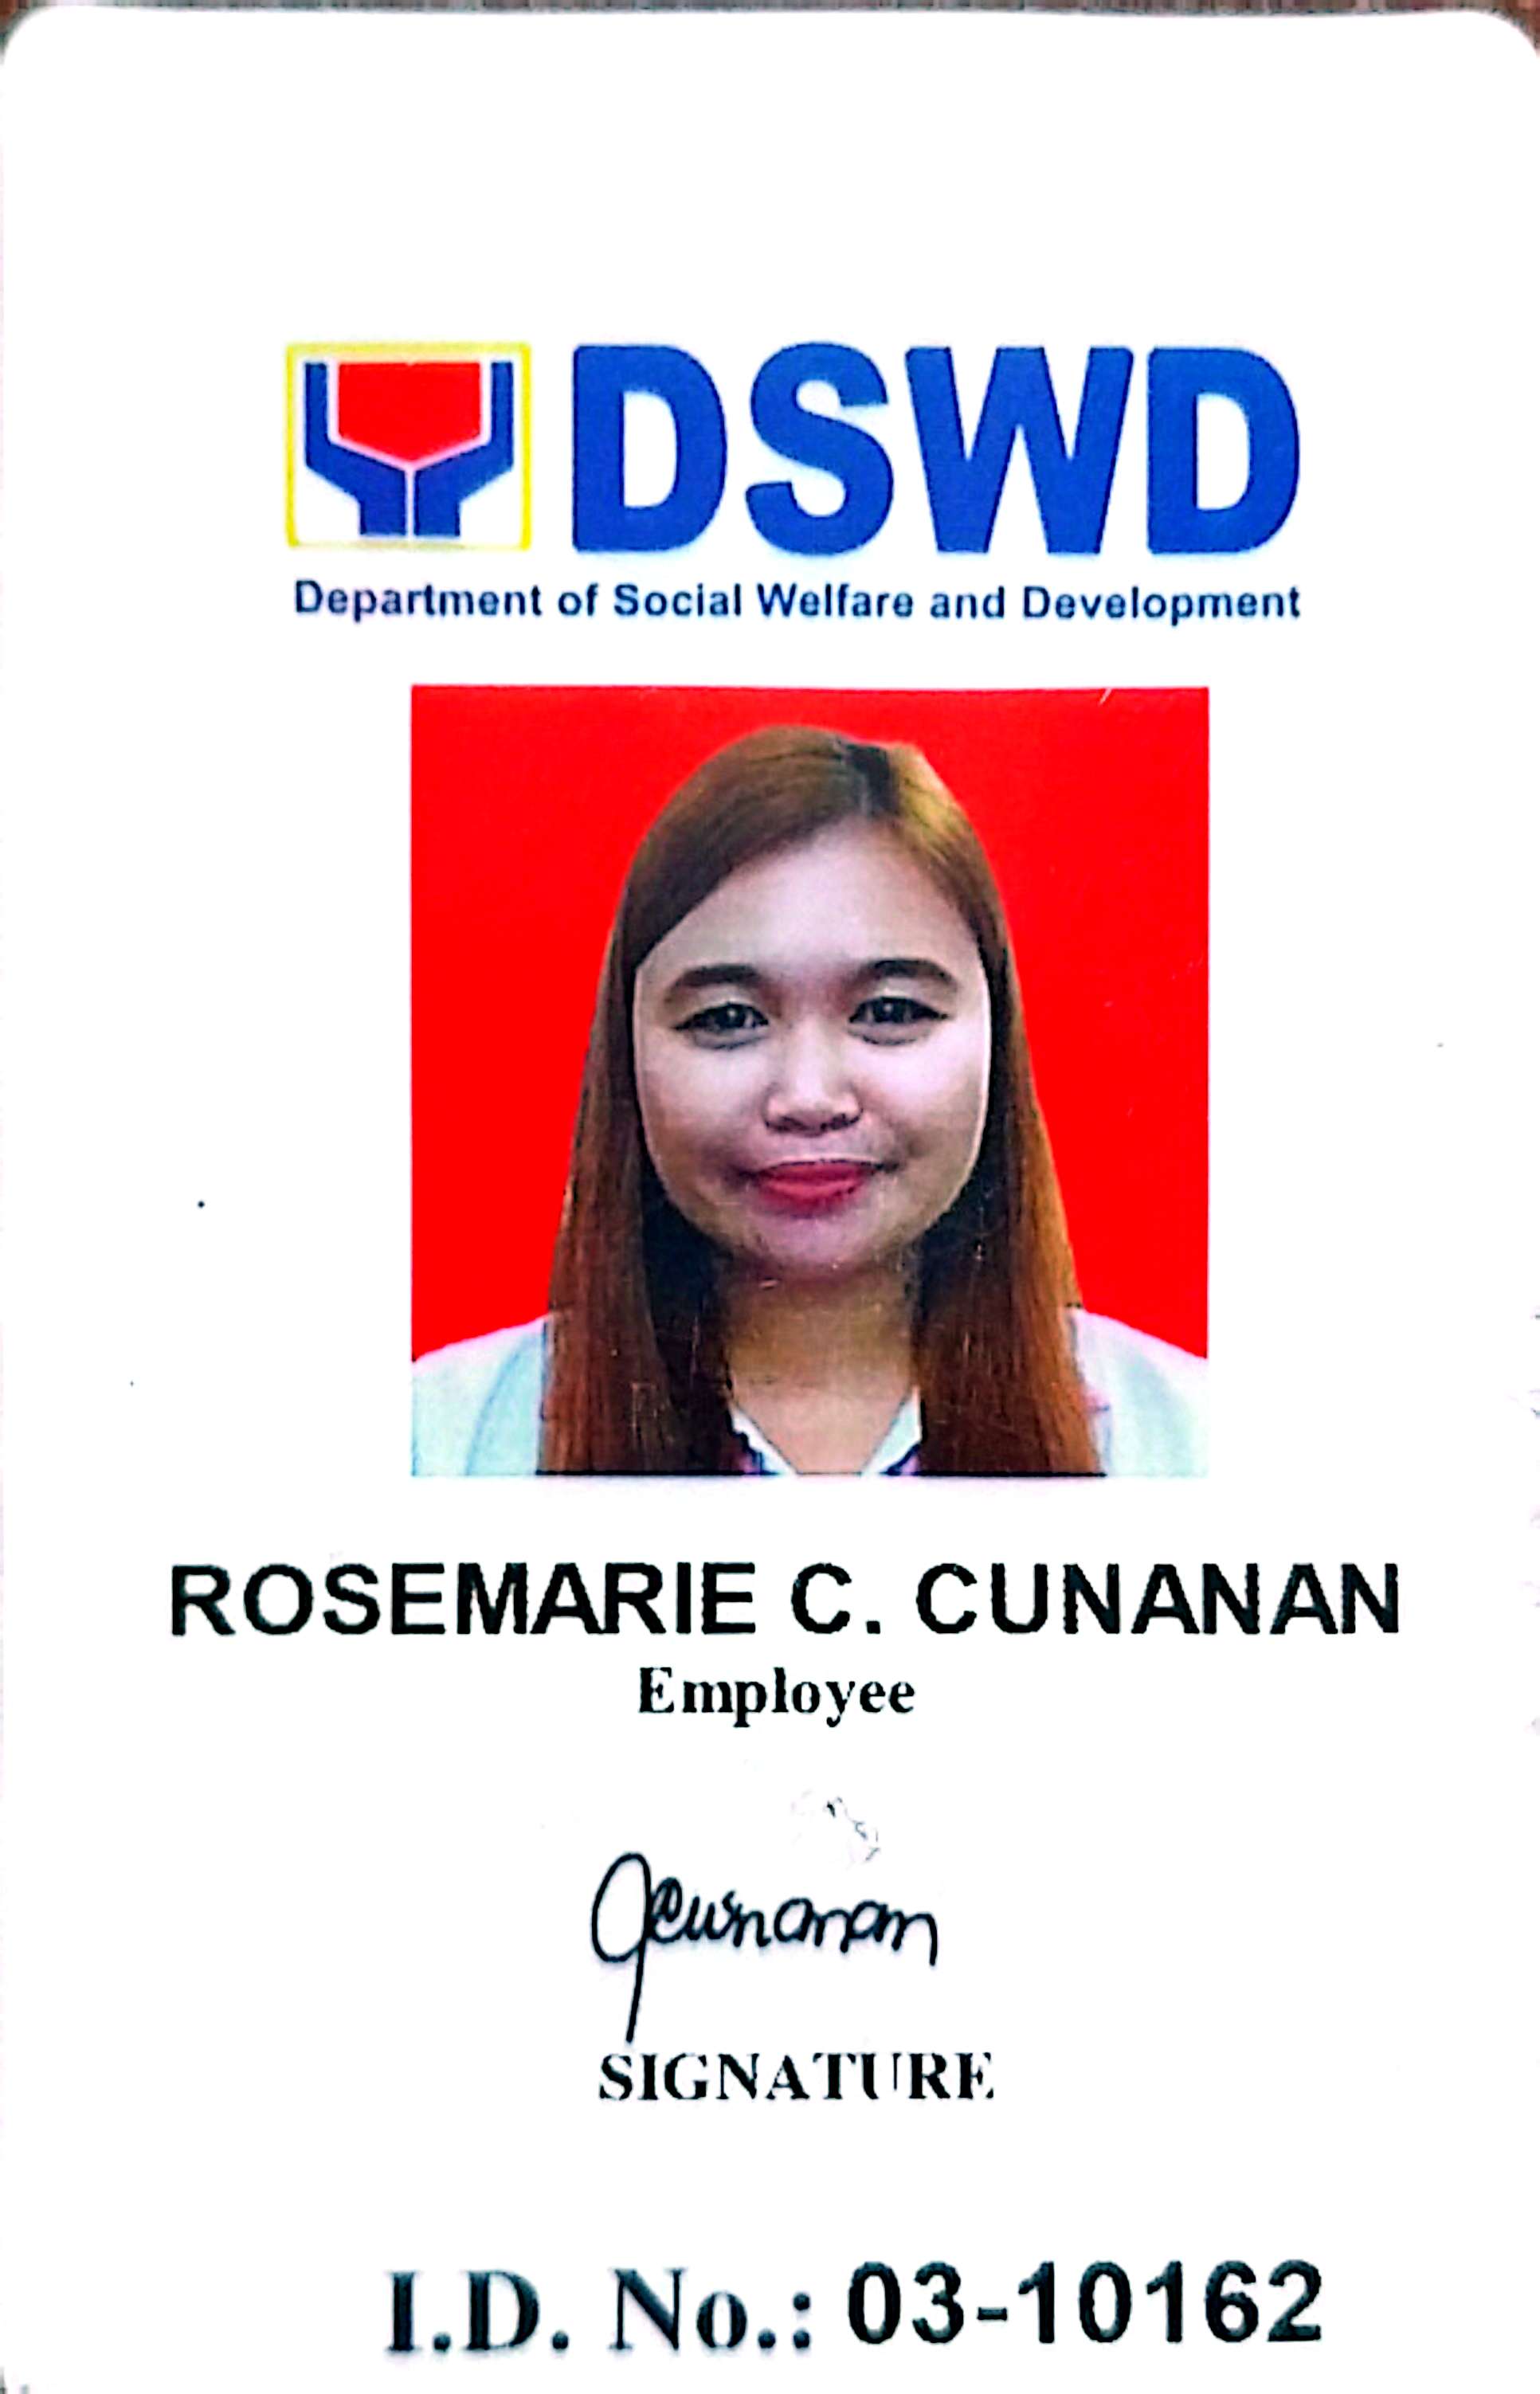 DSWD
Department of Social Welfare and Development
ROSEMARIE C. CUNANAN
Employee
SIGNATURE
I.D. No.: 03-10162